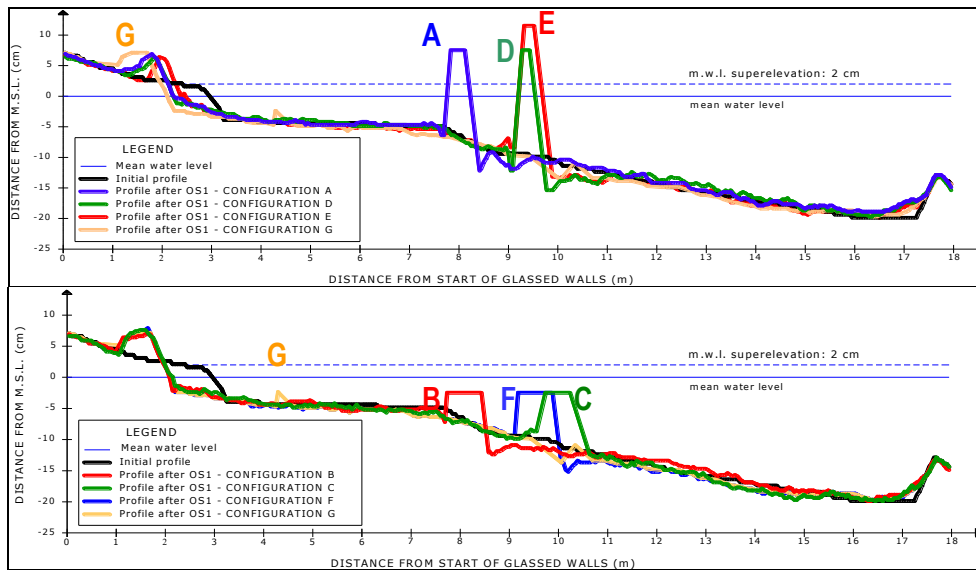 G
A
E
D
m.w.l. superelevation: 2 cm
mean water level
DISTANCE FROM M.S.L. (cm)
10
5
0
-5
-10
-15
-20
-25
LEGEND
Mean water level
Initial profile
Profile after OS1 - CONFIGURATION A
Profile after OS1 - CONFIGURATION D
Profile after OS1 - CONFIGURATION E
Profile after OS1 - CONFIGURATION G
0 1 2 3 4 5 6 7 8 9 10 11 12 13 14 15 16 17 18
DISTANCE FROM START OF GLASSED WALLS (m)
G
B
F
C
m.w.l. superelevation: 2 cm
mean water level
DISTANCE FROM M.S.L. (cm)
10
5
0
-5
-10
-15
-20
-25
LEGEND
Mean water level
Initial profile
Profile after OS1 - CONFIGURATION B
Profile after OS1 - CONFIGURATION C
Profile after OS1 - CONFIGURATION F
Profile after OS1 - CONFIGURATION G
0 1 2 3 4 5 6 7 8 9 10 11 12 13 14 15 16 17 18
DISTANCE FROM START OF GLASSED WALLS (m)